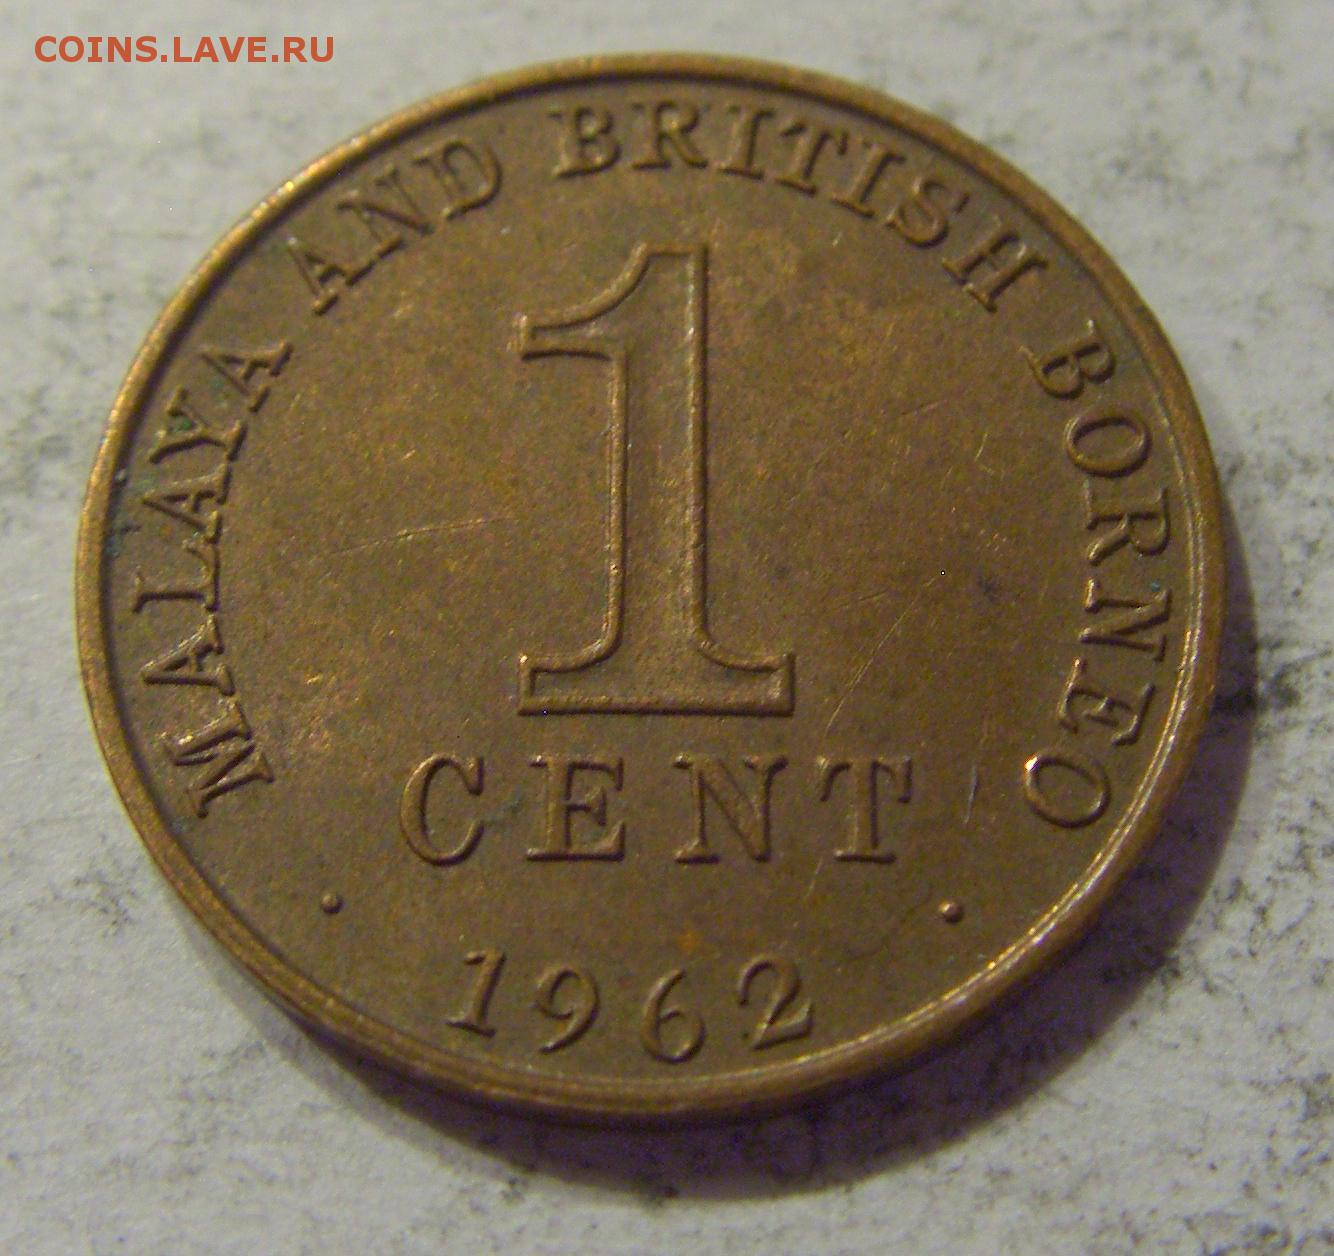 COINS.LAVE.RU
MALAYA AND BRITISH BORNEO
1
CENT
· 1962 ·